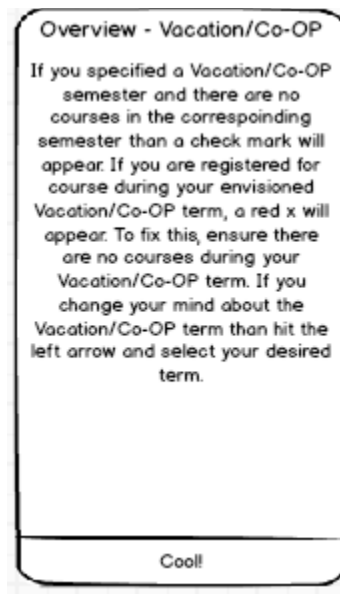 Overview - Vacation/Co-OP
If you specified a Vacation/Co-OP
semester and there are no
courses in the correspoinding
semester than a check mark will
appear. If you are registered for
course during your envisioned
Vacation/Co-OP term, a red x will
appear. To fix this, ensure there
are no courses during your
Vacation/Co-OP term. If you
change your mind about the
Vacation/Co-OP term than hit the
left arrow and select your desired
term.
Cool!